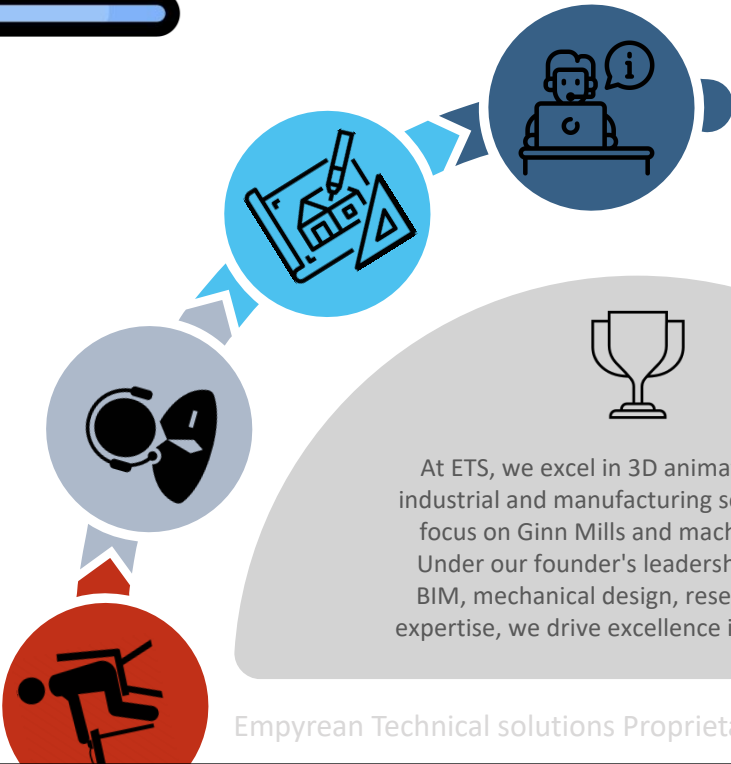 i
At ETS, we excel in 3D anima
industrial and manufacturing s
focus on Ginn Mills and mach
Under our founder's leadersh
BIM, mechanical design, rese
expertise, we drive excellence i
Empyrean Technical solutions Proprieta